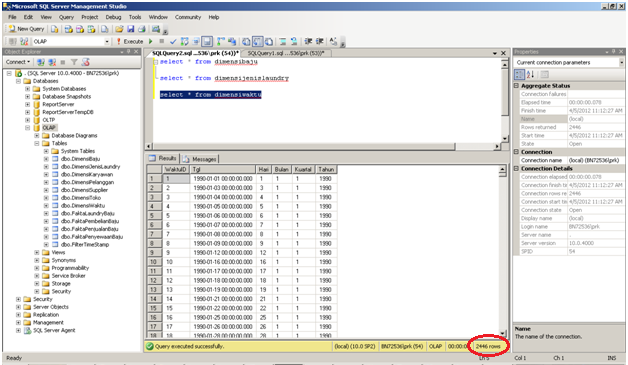 Microsoft SQL Server Management Studio
File Edit View Query Project Debug Tools Window Community Help
New Query
OLAP Execute
Object Explorer
Connect
. (SQL Server 10.0.4000 - BN72536\prk)
Databases
System Databases
Database Snapshots
ReportServer
ReportServerTempDB
OLTP
OLAP
Database Diagrams
Tables
System Tables
dbo.DimensiBaju
dbo.DimensiJenisLaundry
dbo.DimensiKaryawan
dbo.DimensiPelanggan
dbo.DimensiSupplier
dbo.DimensiToko
dbo.DimensiWaktu
dbo.FaktaLaundryBaju
dbo.FaktaPembelianBaju
dbo.FaktaPenjualanBaju
dbo.FaktaPenyewaanBaju
dbo.FilterTimeStamp
Views
Synonyms
Programmability
Service Broker
Storage
Security
Security
Server Objects
Replication
Management
SQL Server Agent
SQLQuery2.sql ...536\prk (54))* SQLQuery1.sql ...536\prk (53))*
select * from dimensibaju
select * from dimensijenislaundry
select * from dimensiwaktu
Results Messages
WaktuID Tgl Hari Bulan Kuartal Tahun
1 1 1990-01-01 00:00:00.000 1 1 1 1990
2 2 1990-01-03 00:00:00.000 3 1 1 1990
3 3 1990-01-04 00:00:00.000 4 1 1 1990
4 4 1990-01-05 00:00:00.000 5 1 1 1990
5 5 1990-01-06 00:00:00.000 6 1 1 1990
6 6 1990-01-07 00:00:00.000 7 1 1 1990
7 7 1990-01-08 00:00:00.000 8 1 1 1990
8 8 1990-01-09 00:00:00.000 9 1 1 1990
9 9 1990-01-12 00:00:00.000 12 1 1 1990
10 10 1990-01-16 00:00:00.000 16 1 1 1990
11 11 1990-01-17 00:00:00.000 17 1 1 1990
12 12 1990-01-18 00:00:00.000 18 1 1 1990
13 13 1990-01-19 00:00:00.000 19 1 1 1990
14 14 1990-01-21 00:00:00.000 21 1 1 1990
15 15 1990-01-22 00:00:00.000 22 1 1 1990
16 16 1990-01-25 00:00:00.000 25 1 1 1990
17 17 1990-01-26 00:00:00.000 26 1 1 1990
18 18 1990-01-28 00:00:00.000 28 1 1 1990
Query executed successfully. (local) (10.0 SP2) BN72536\prk (54) OLAP 00:00:00 2446 rows
Properties
Current connection parameters
Aggregate Status
Connection failures
Elapsed time 00:00:00.078
Finish time 4/5/2012 11:12:27 AM
Name (local)
Rows returned 2446
Start time 4/5/2012 11:12:27 AM
State Open
Connection
Connection name (local) (BN72536\prk)
Connection Details
Connection elapsed 00:00:00.078
Connection finish 4/5/2012 11:12:27 AM
Connection rows re 2446
Connection start 4/5/2012 11:12:27 AM
Connection state Open
Display name (local)
Login name BN72536\prk
Server name .
Server version 10.0.4000
SPID 54
Name
The name of the connection.
Ready Ln 5 Col 1 Ch 1 INS